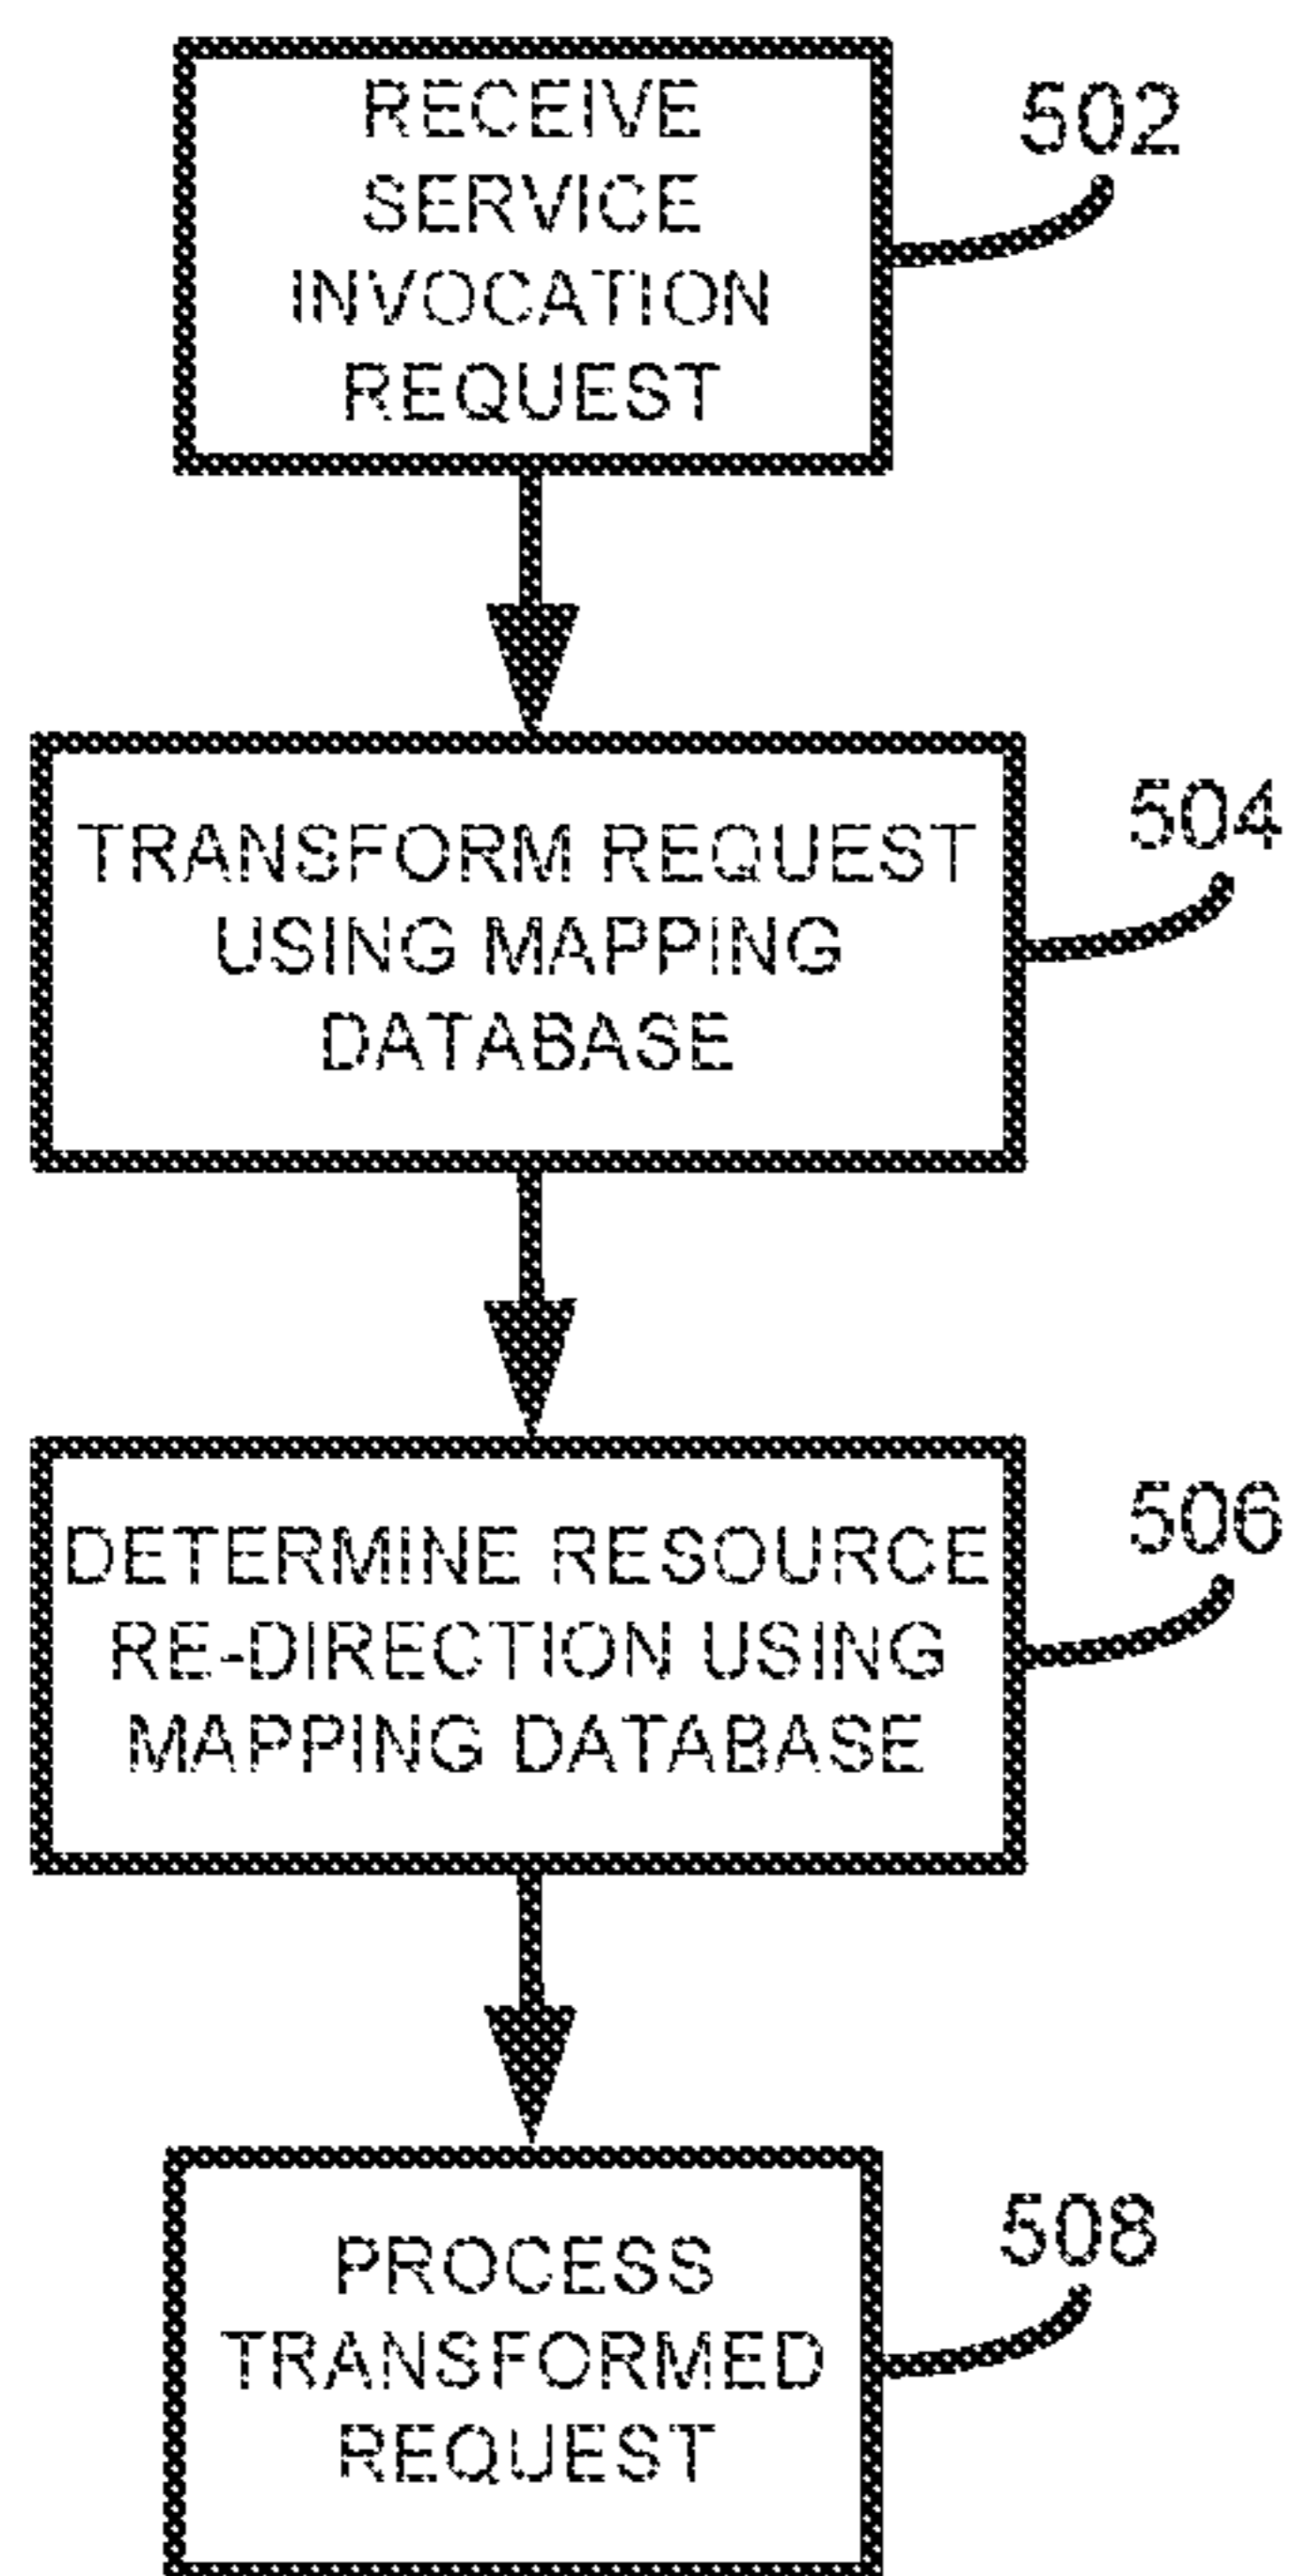 RECEIVE
SERVICE
INVOCATION
REQUEST
502
TRANSFORM REQUEST
USING MAPPING
DATABASE
504
DETERMINE RESOURCE
RE-DIRECTION USING
MAPPING DATABASE
506
PROCESS
TRANSFORMED
REQUEST
508